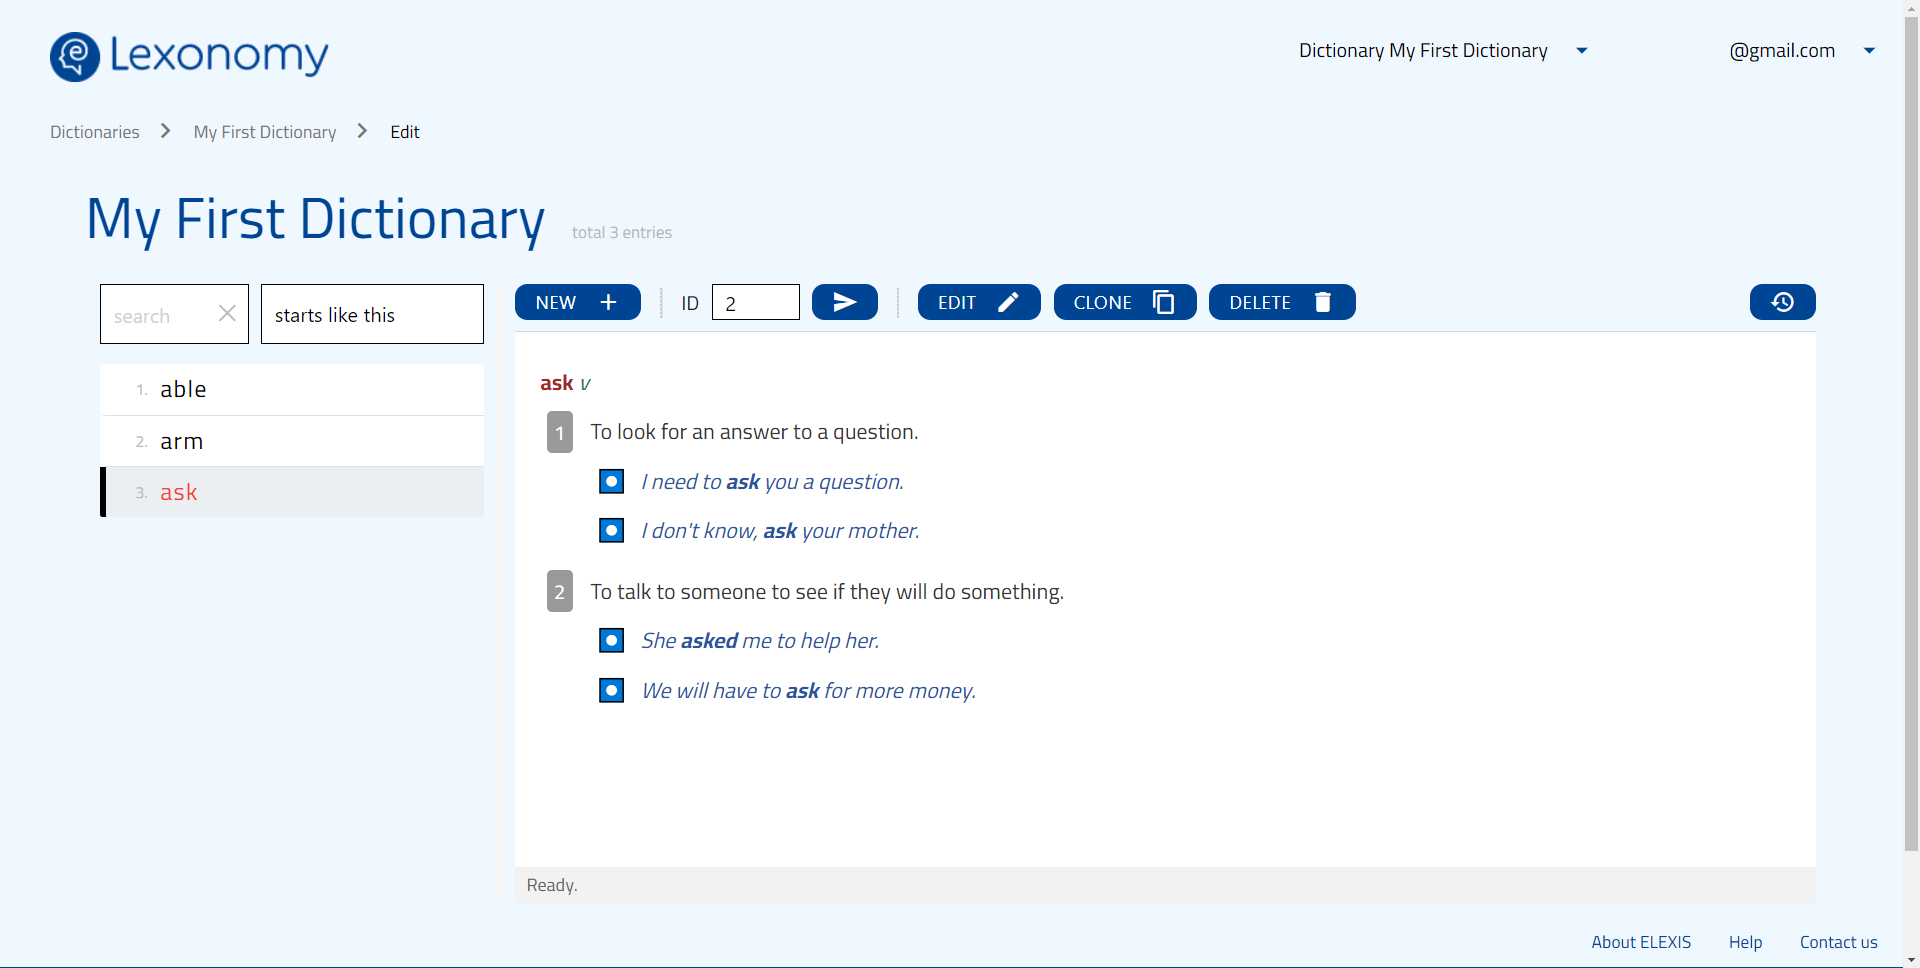 Lexonomy
Dictionary My First Dictionary
@gmail.com
Dictionaries > My First Dictionary > Edit
My First Dictionary total 3 entries
search
starts like this
NEW + ID 2 EDIT CLONE DELETE
1. able
2. arm
3. ask
ask v
1 To look for an answer to a question.
I need to ask you a question.
I don't know, ask your mother.
2 To talk to someone to see if they will do something.
She asked me to help her.
We will have to ask for more money.
Ready.
About ELEXIS Help Contact us